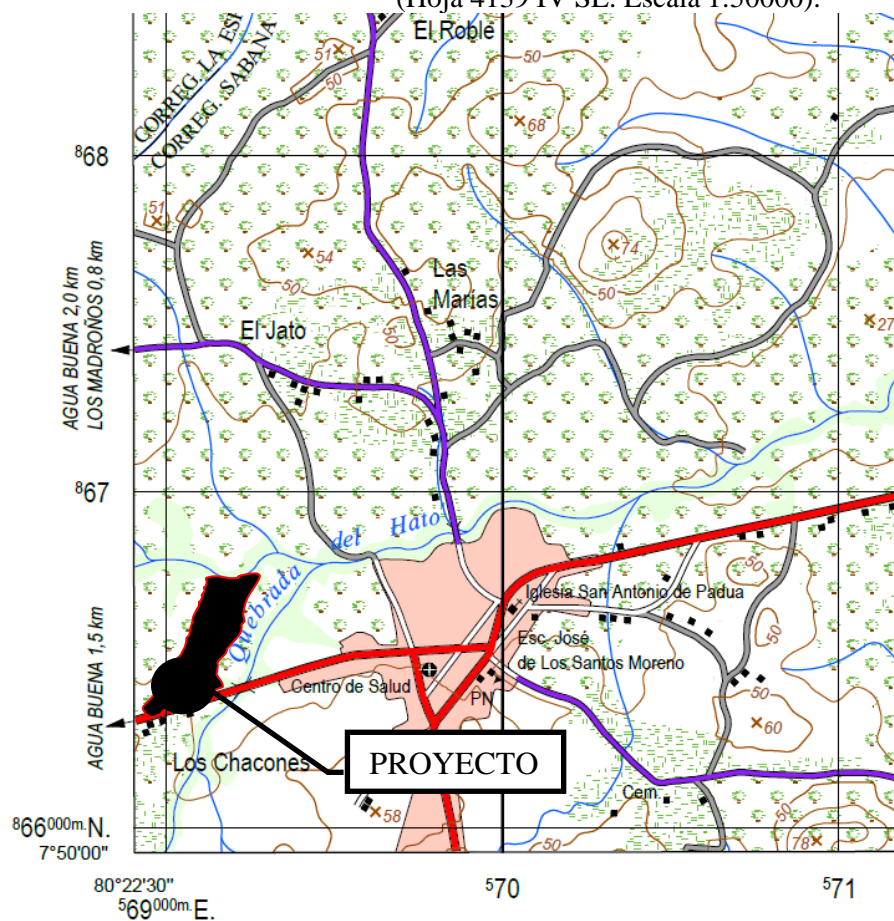 (Hoja 4139 IV SE. Escala 1:50000).
El Roble
CORREG. LA ESP
CORREG. SABANA
51
50
50
68
⁸68
51
54
50
74
50
27
Las
Marias
50
El Jato
AGUA BUENA 2,0 km
LOS MADROÑOS 0,8 km
⁸67
Quebrada del Hato
50
Iglesia San Antonio de Padua
50
Esc. José
de Los Santos Moreno
AGUA BUENA 1,5 km
Centro de Salud
PN
50
60
Los Chacones
PROYECTO
Cem.
58
50
50
78
⁸66⁰⁰⁰ᵐ·N.
7°50'00"
80°22'30"
⁵69⁰⁰⁰ᵐ·E.
⁵70
⁵71